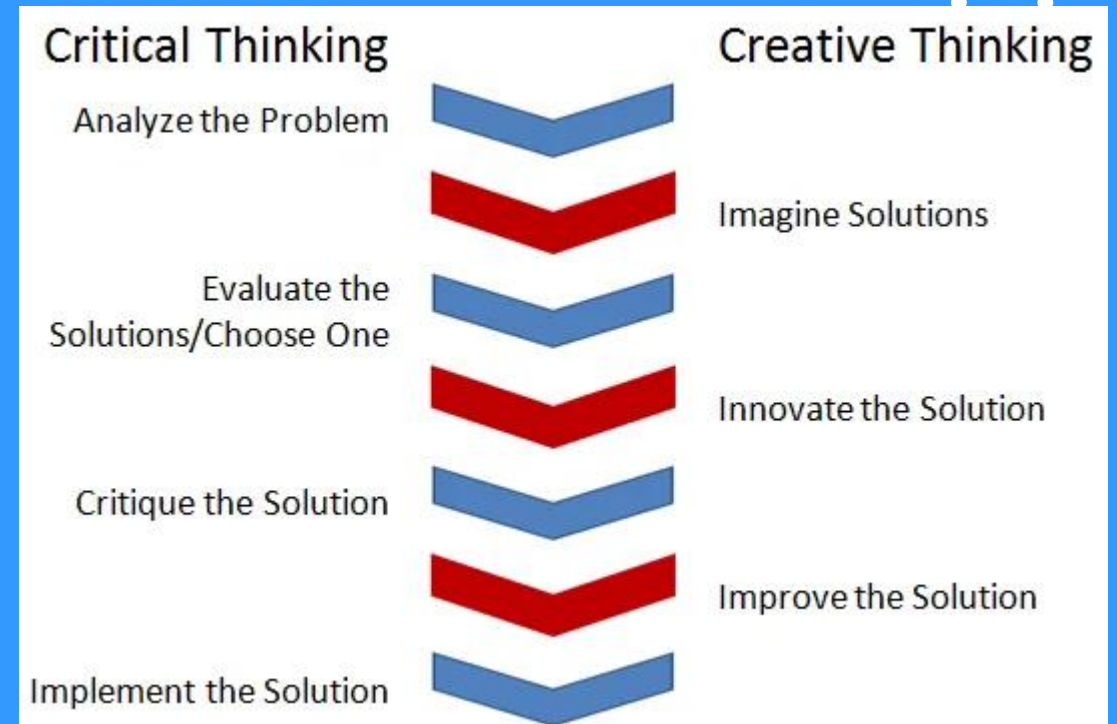 Critical Thinking
Creative Thinking
Analyze the Problem
Imagine Solutions
Evaluate the
Solutions/Choose One
Innovate the Solution
Critique the Solution
Improve the Solution
Implement the Solution